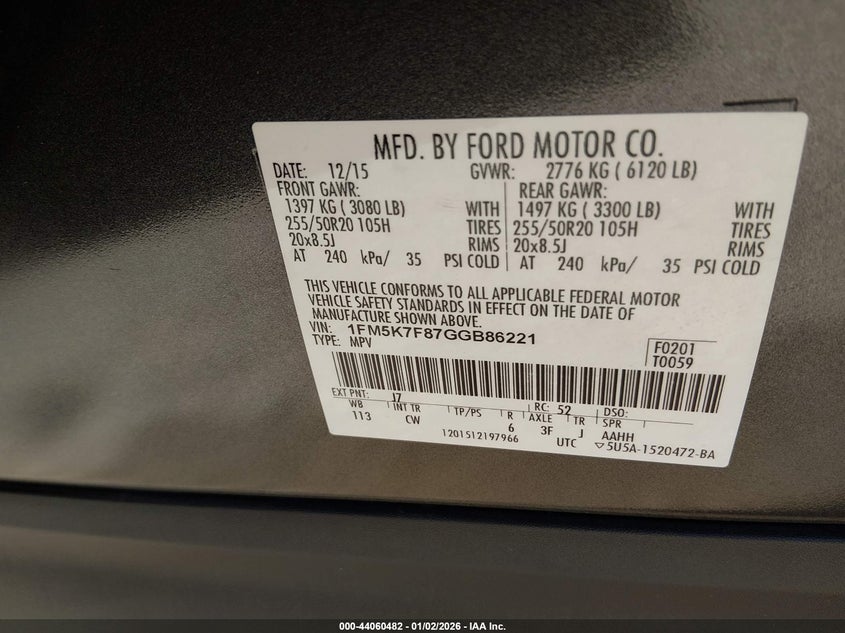 MFD. BY FORD MOTOR CO.
DATE: 12/15 GVWR: 2776 KG ( 6120 LB)
FRONT GAWR: REAR GAWR:
1397 KG ( 3080 LB) WITH 1497 KG ( 3300 LB) WITH
255/50R20 105H TIRES 255/50R20 105H TIRES
20x8.5J RIMS 20x8.5J RIMS
AT 240 kPa/ 35 PSI COLD AT 240 kPa/ 35 PSI COLD
THIS VEHICLE CONFORMS TO ALL APPLICABLE FEDERAL MOTOR
VEHICLE SAFETY STANDARDS IN EFFECT ON THE DATE OF
MANUFACTURE SHOWN ABOVE.
VIN: 1FM5K7F87GGB86221
TYPE: MPV
F0201
T0059
EXT PNT: J7 RC: 52 DSO:
WB INT TR TP/PS R AXLE TR SPR
113 CW 6 3F J AAHH
1201512197966 UTC ▽5U5A-1520472-BA
000-44060482 - 01/02/2026 - IAA Inc.